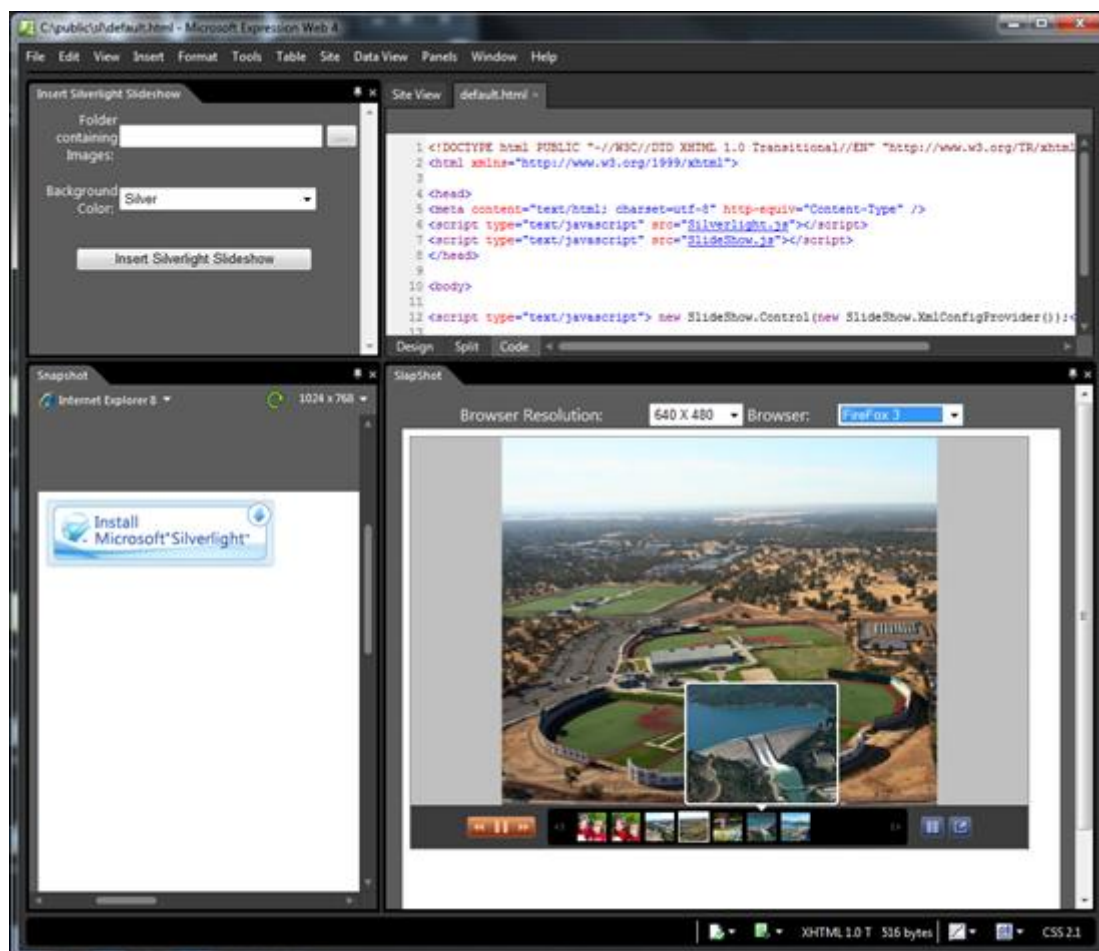 C:\public\sl\default.html - Microsoft Expression Web 4
File Edit View Insert Format Tools Table Site Data View Panels Window Help
Insert Silverlight Slideshow
Folder
containing
Images:
...
Background
Color:
Silver
Insert Silverlight Slideshow
Site View default.html
1 <!DOCTYPE html PUBLIC "-//W3C//DTD XHTML 1.0 Transitional//EN" "http://www.w3.org/TR/xhtml
2 <html xmlns="http://www.w3.org/1999/xhtml">
3
4 <head>
5 <meta content="text/html; charset=utf-8" http-equiv="Content-Type" />
6 <script type="text/javascript" src="Silverlight.js"></script>
7 <script type="text/javascript" src="SlideShow.js"></script>
8 </head>
9
10 <body>
11
12 <script type="text/javascript"> new SlideShow.Control(new SlideShow.XmlConfigProvider());<
13
Design Split Code
Snapshot
Internet Explorer 8 1024 x 768
Install
Microsoft® Silverlight™
SlapShot
Browser Resolution: 640 X 480 Browser: FireFox 3
XHTML 1.0 T 516 bytes CSS 2.1